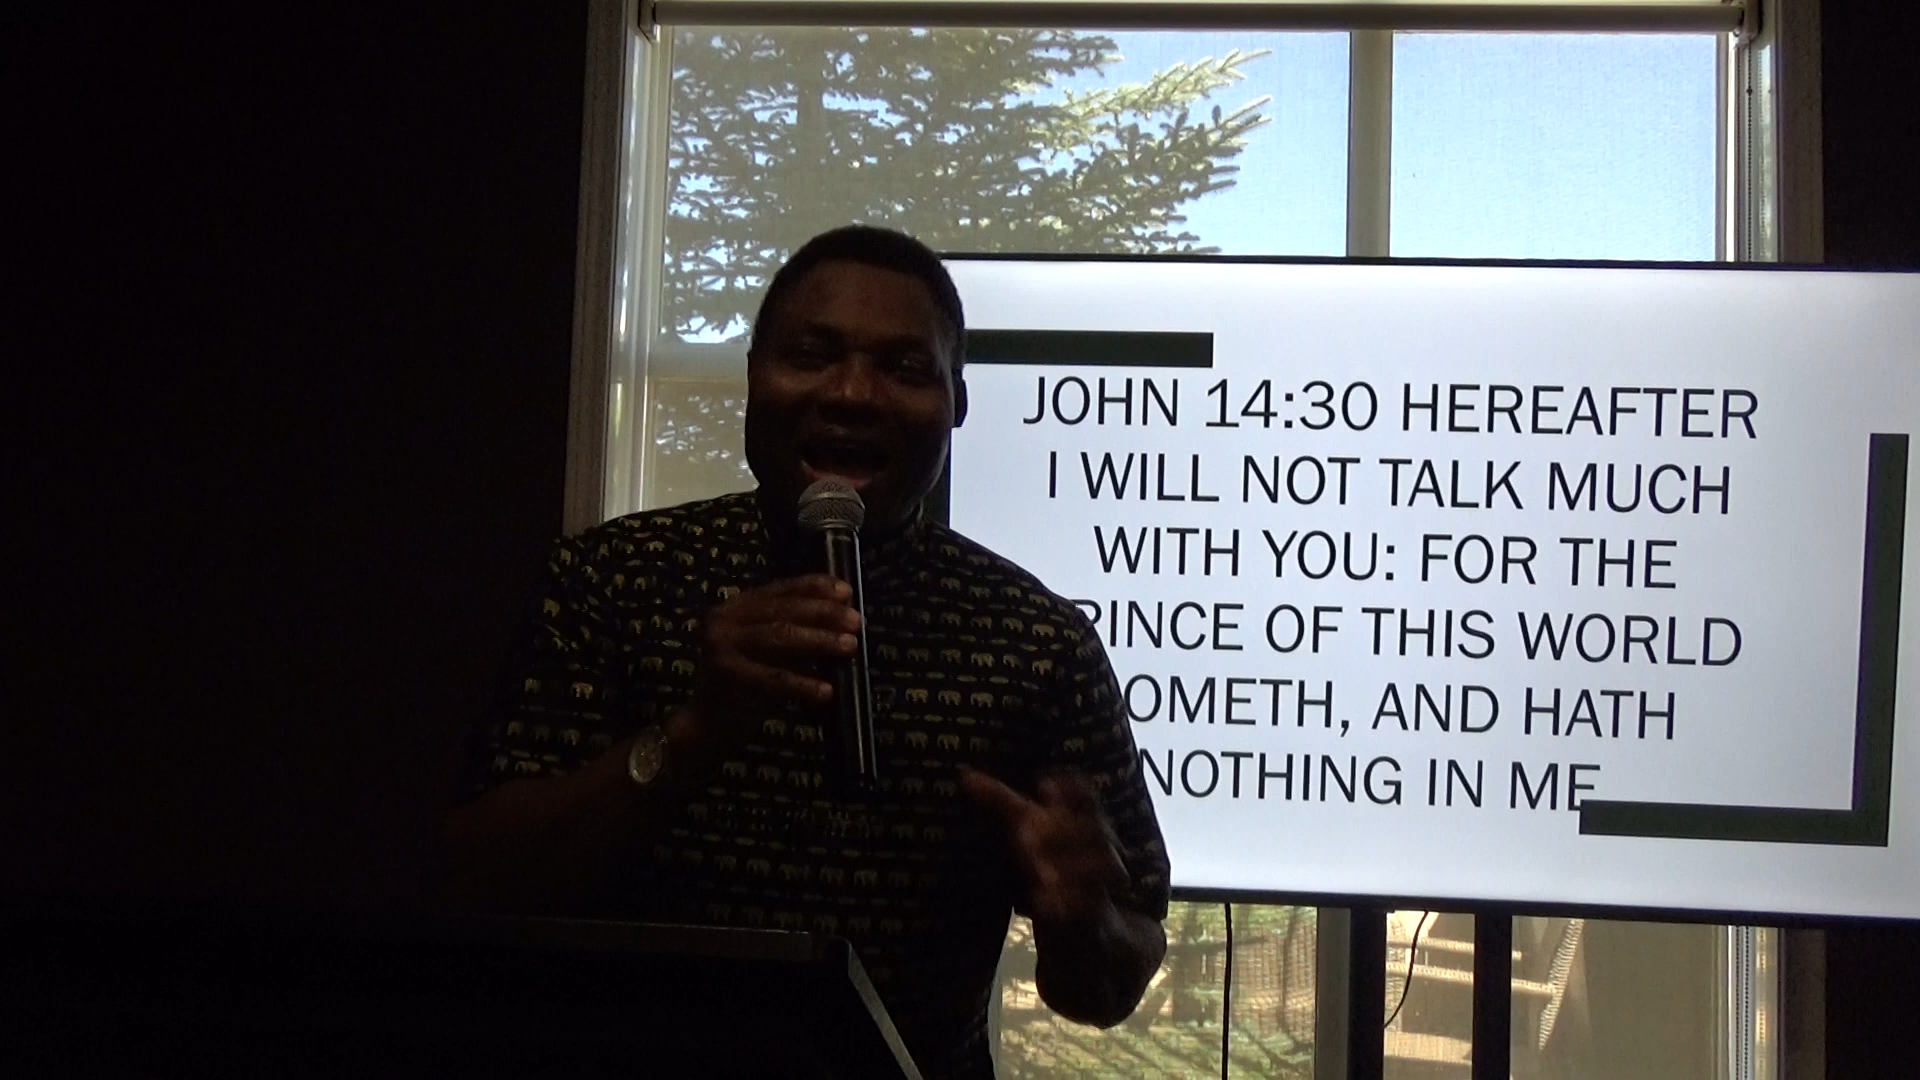 JOHN 14:30 HEREAFTER
I WILL NOT TALK MUCH
WITH YOU: FOR THE
RINCE OF THIS WORLD
OMETH, AND HATH
NOTHING IN ME